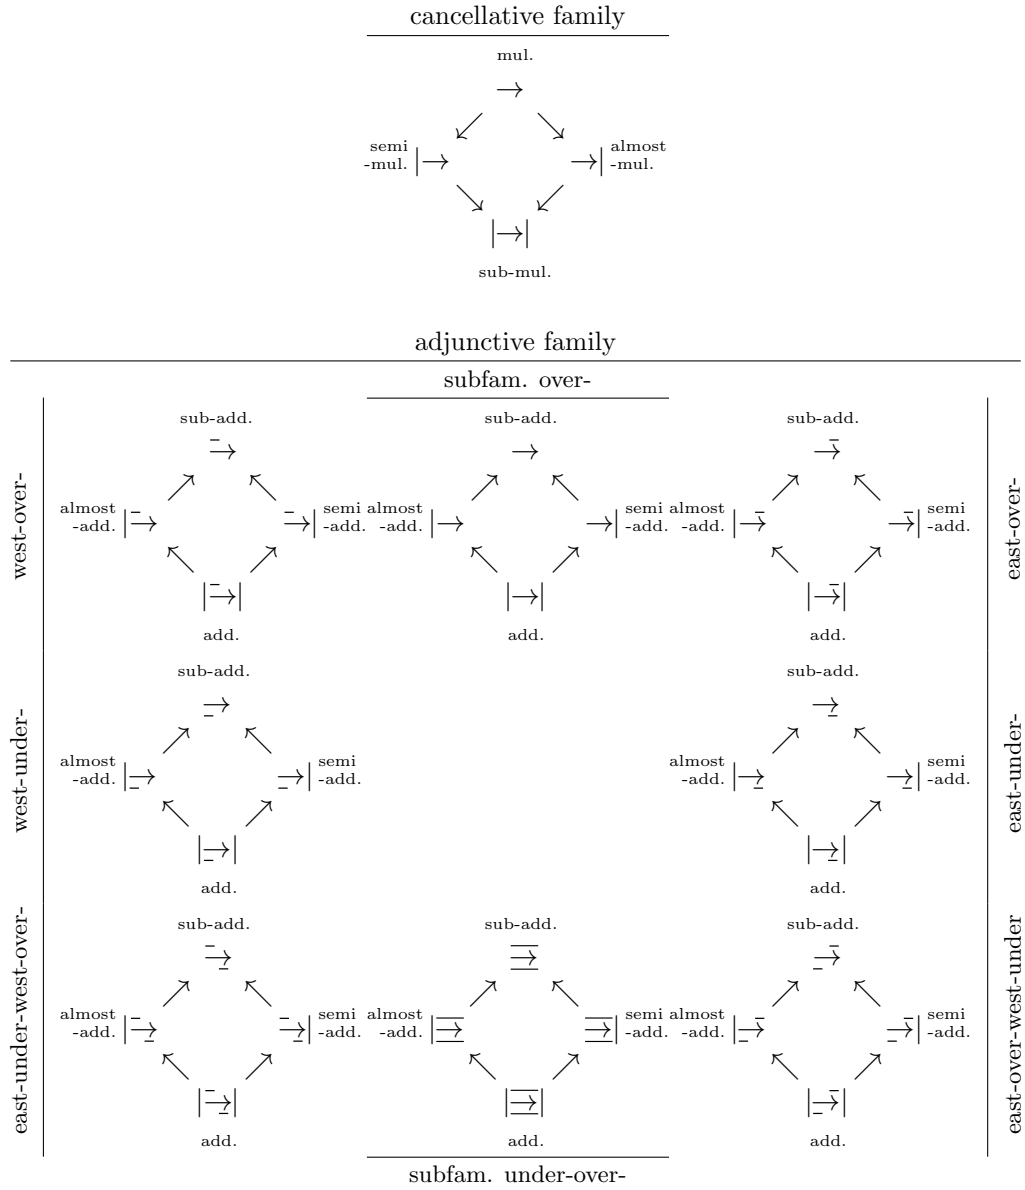 cancellative family
mul.
semi
-mul.
almost
-mul.
sub-mul.
adjunctive family
subfam. over-
west-over-
sub-add.
almost
-add.
semi
-add.
add.
sub-add.
almost
-add.
semi
-add.
add.
sub-add.
almost
-add.
semi
-add.
add.
east-over-
west-under-
sub-add.
almost
-add.
semi
-add.
add.
sub-add.
almost
-add.
semi
-add.
add.
east-under-
east-under-west-over-
sub-add.
almost
-add.
semi
-add.
add.
sub-add.
almost
-add.
semi
-add.
add.
sub-add.
almost
-add.
semi
-add.
add.
east-over-west-under
subfam. under-over-